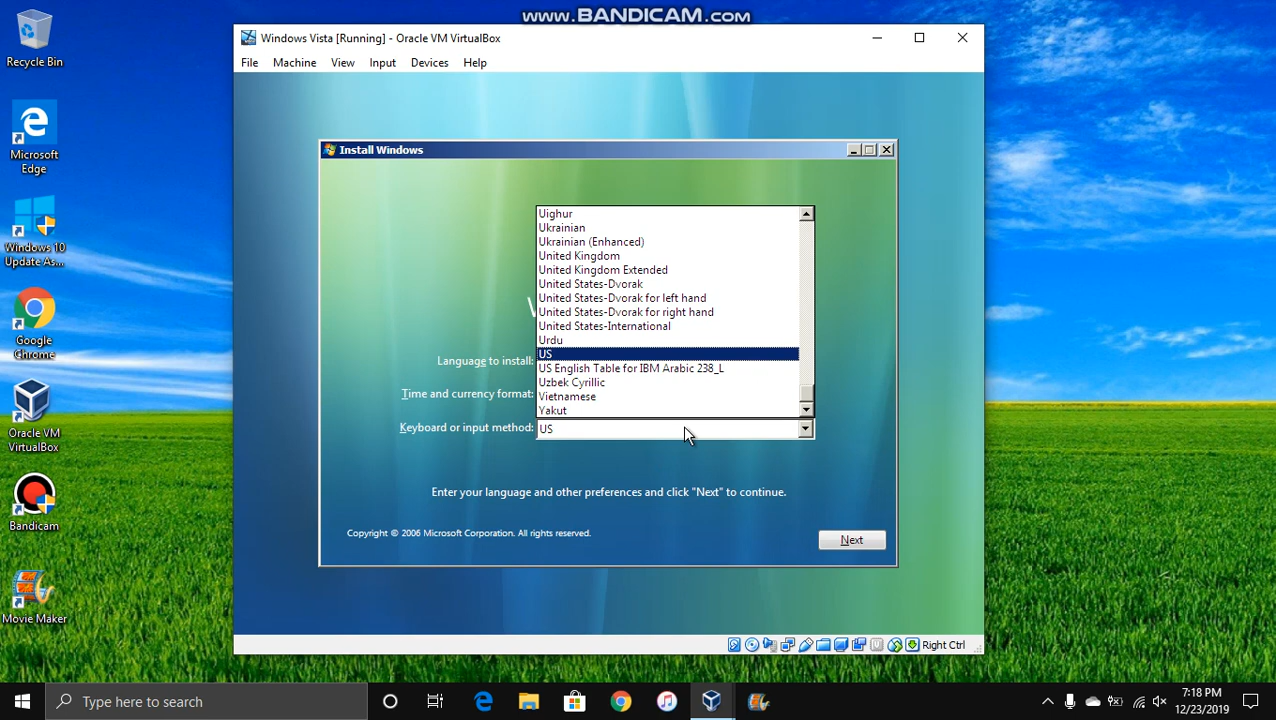 www.BANDICAM.com
Recycle Bin
Microsoft
Edge
Windows 10
Update As...
Google
Chrome
Oracle VM
VirtualBox
Bandicam
Movie Maker
Windows Vista [Running] - Oracle VM VirtualBox
File Machine View Input Devices Help
Install Windows
Uighur
Ukrainian
Ukrainian (Enhanced)
United Kingdom
United Kingdom Extended
United States-Dvorak
United States-Dvorak for left hand
United States-Dvorak for right hand
United States-International
Urdu
US
US English Table for IBM Arabic 238_L
Uzbek Cyrillic
Vietnamese
Yakut
Language to install:
Time and currency format:
Keyboard or input method: US
Enter your language and other preferences and click "Next" to continue.
Copyright © 2006 Microsoft Corporation. All rights reserved.
Next
Right Ctrl
Type here to search
7:18 PM
12/23/2019